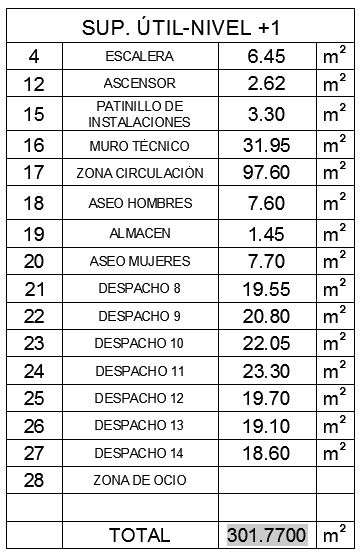 SUP. ÚTIL-NIVEL +1
4 ESCALERA 6.45 m²
12 ASCENSOR 2.62 m²
15 PATINILLO DE INSTALACIONES 3.30 m²
16 MURO TÉCNICO 31.95 m²
17 ZONA CIRCULACIÓN 97.60 m²
18 ASEO HOMBRES 7.60 m²
19 ALMACEN 1.45 m²
20 ASEO MUJERES 7.70 m²
21 DESPACHO 8 19.55 m²
22 DESPACHO 9 20.80 m²
23 DESPACHO 10 22.05 m²
24 DESPACHO 11 23.30 m²
25 DESPACHO 12 19.70 m²
26 DESPACHO 13 19.10 m²
27 DESPACHO 14 18.60 m²
28 ZONA DE OCIO
TOTAL 301.7700 m²